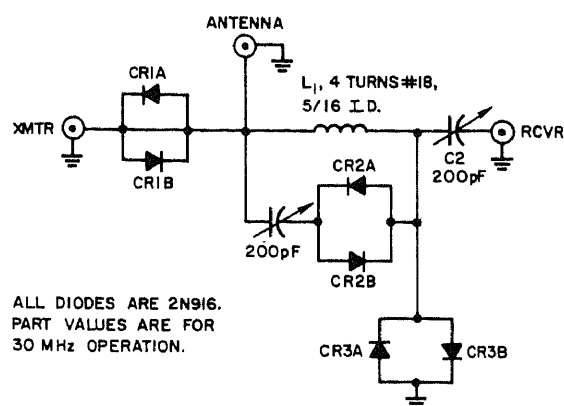 ANTENNA
CR1A
L1, 4 TURNS #18,
5/16 I.D.
XMTR
RCVR
C2
200pF
CR1B
CR2A
200pF
CR2B
ALL DIODES ARE 2N916.
PART VALUES ARE FOR
30 MHz OPERATION.
CR3A
CR3B